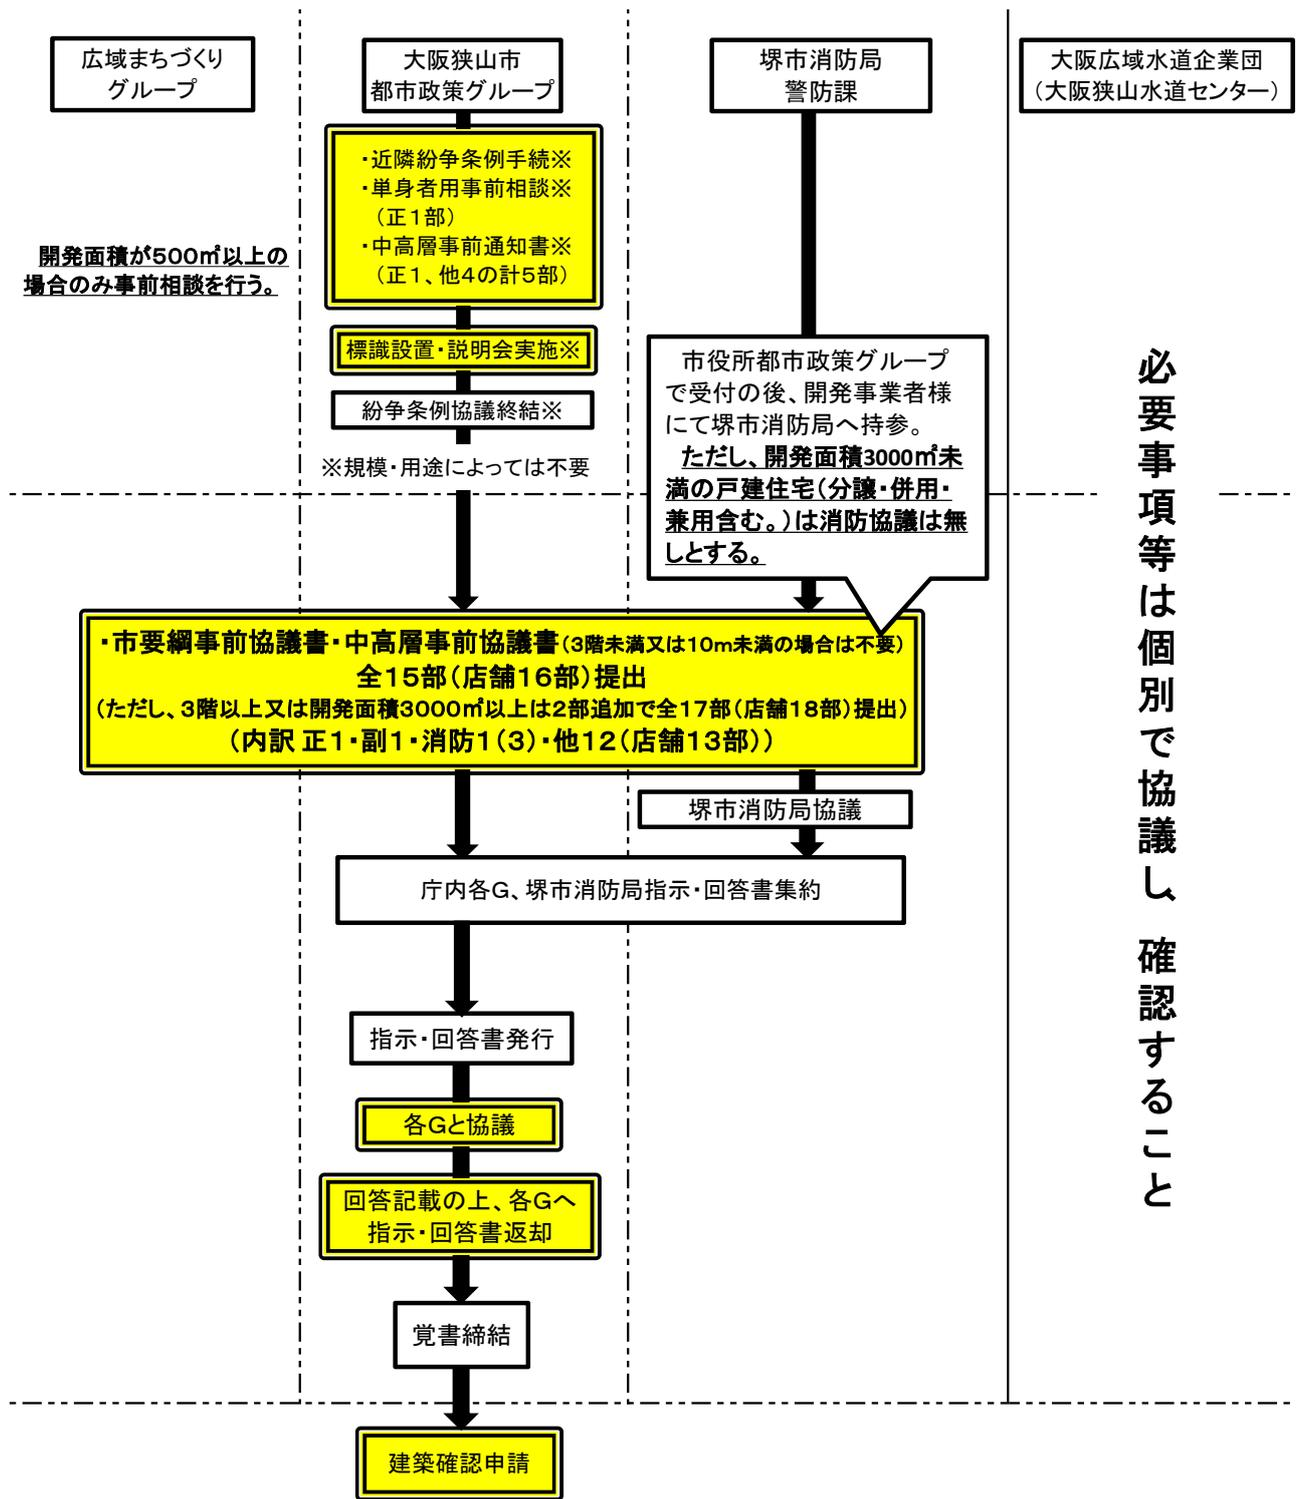 広域まちづくり
グループ
大阪狭山市
都市政策グループ
堺市消防局
警防課
大阪広域水道企業団
（大阪狭山水道センター）
・近隣紛争条例手続※
・単身者用事前相談※
（正１部）
・中高層事前通知書※
（正１、他４の計５部）
開発面積が500㎡以上の
場合のみ事前相談を行う。
標識設置・説明会実施※
紛争条例協議終結※
※規模・用途によっては不要
市役所都市政策グループ
で受付の後、開発事業者様
にて堺市消防局へ持参。
ただし、開発面積3000㎡未
満の戸建住宅（分譲・併用・
兼用含む。）は消防協議は無
しとする。
必要事項等は個別で協議し、確認すること
・市要綱事前協議書・中高層事前協議書（３階未満又は10ｍ未満の場合は不要）
全１５部（店舗１６部）提出
（ただし、３階以上又は開発面積3000㎡以上は２部追加で全１７部（店舗１８部）提出）
（内訳 正１・副１・消防１（３）・他１２（店舗１３部））
堺市消防局協議
庁内各Ｇ、堺市消防局指示・回答書集約
指示・回答書発行
各Ｇと協議
回答記載の上、各Ｇへ
指示・回答書返却
覚書締結
建築確認申請